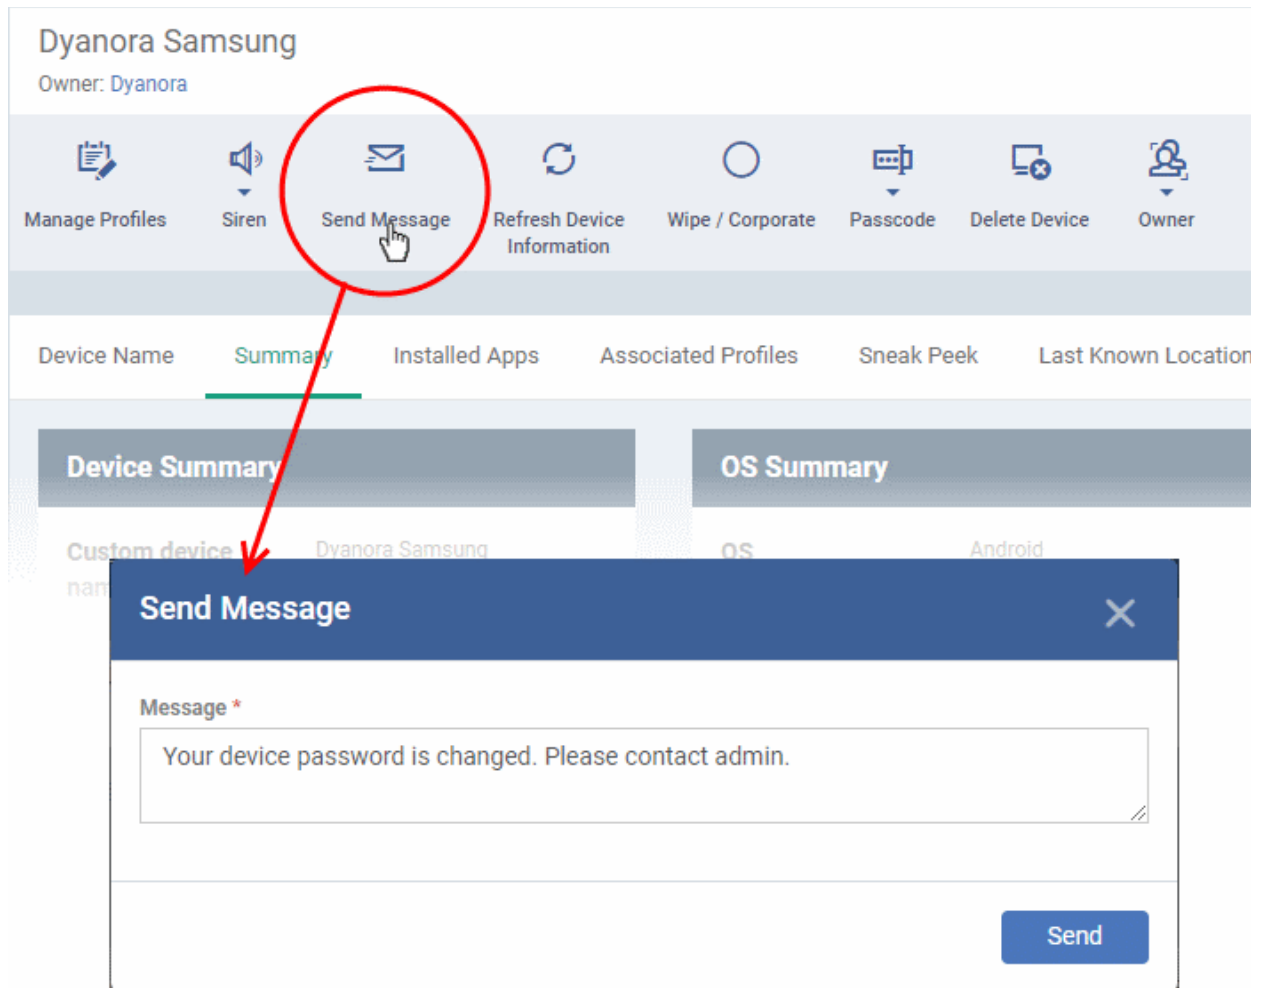 Dyanora Samsung
Owner: Dyanora
Manage Profiles
Siren
Send Message
Refresh Device
Information
Wipe / Corporate
Passcode
Delete Device
Owner
Device Name
Summary
Installed Apps
Associated Profiles
Sneak Peek
Last Known Location
Device Summary
OS Summary
Custom device
Dyanora Samsung
OS
Android
Send Message
Message *
Your device password is changed. Please contact admin.
Send